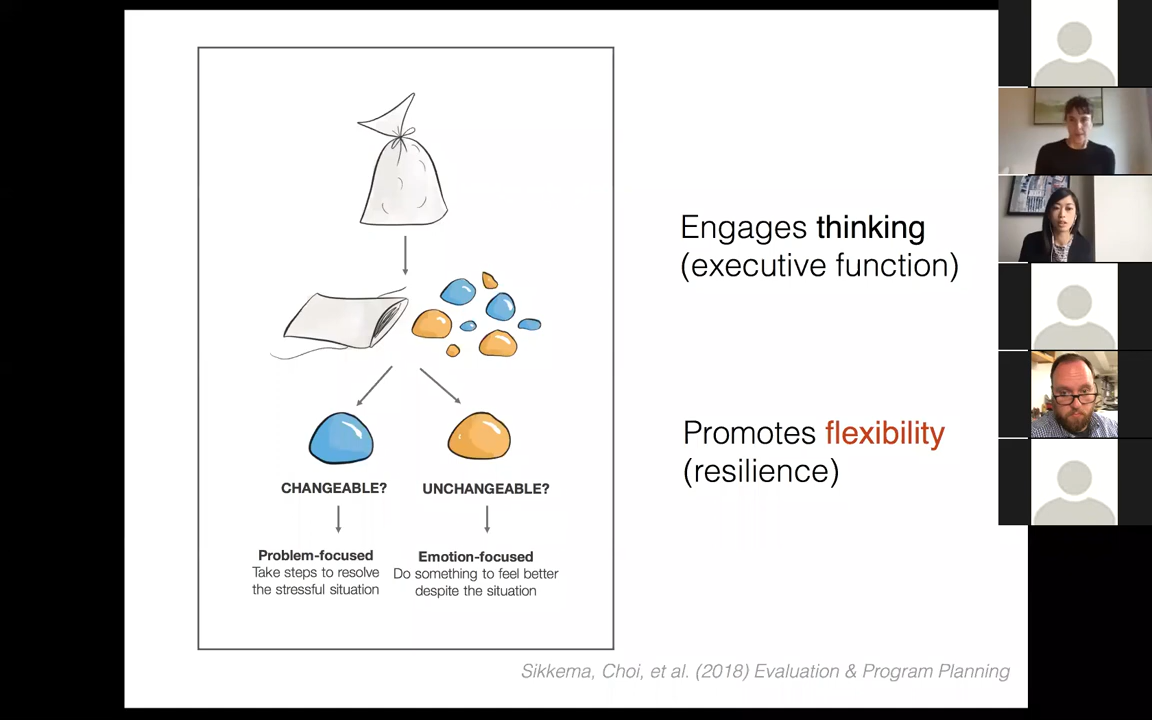 Engages thinking
(executive function)
Promotes flexibility
(resilience)
CHANGEABLE?
UNCHANGEABLE?
Problem-focused
Take steps to resolve
the stressful situation
Emotion-focused
Do something to feel better
despite the situation
Sikkema, Choi, et al. (2018) Evaluation & Program Planning